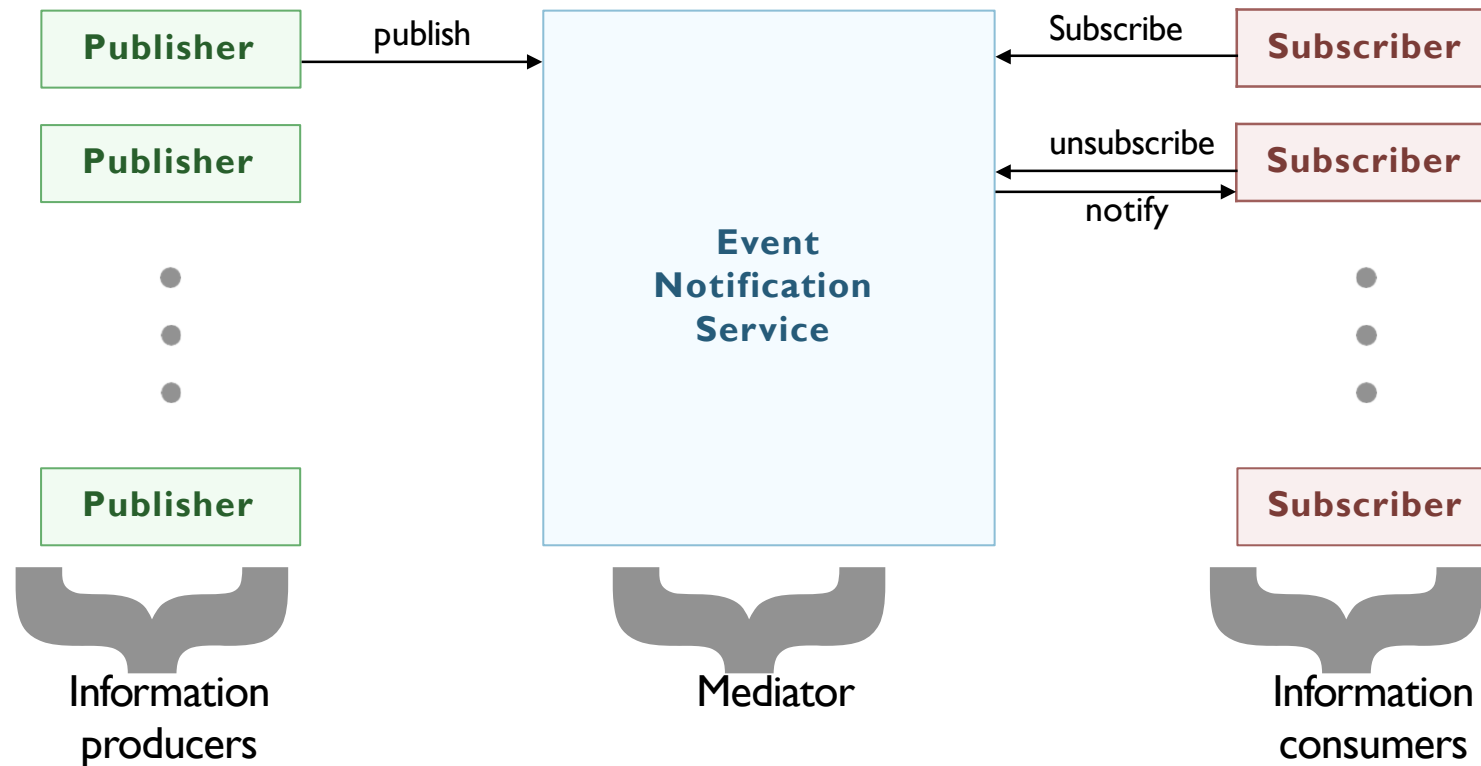 Publisher
publish
Subscribe
Subscriber
Publisher
unsubscribe
Subscriber
notify
Event
Notification
Service
Publisher
Subscriber
Information
producers
Mediator
Information
consumers